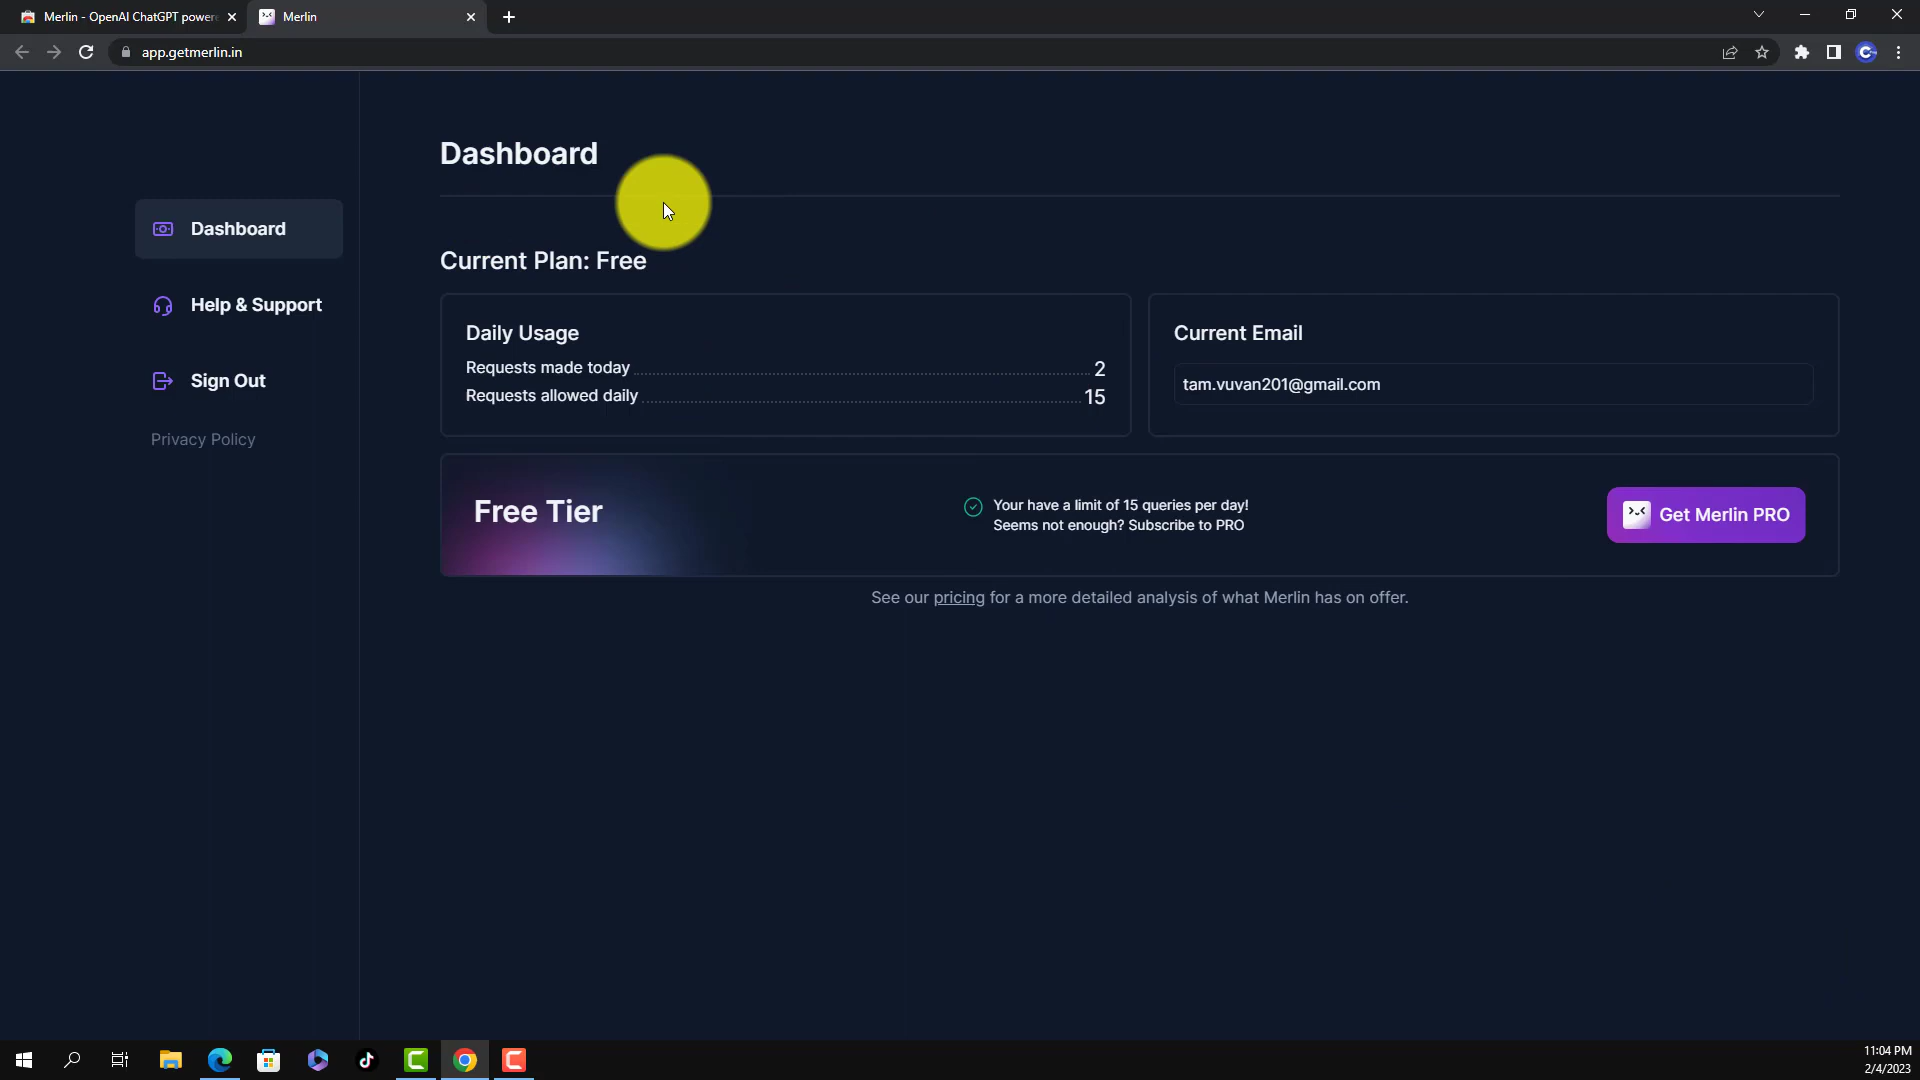 Merlin - OpenAI ChatGPT power
Merlin
app.getmerlin.in
Dashboard
Help & Support
Sign Out
Privacy Policy
Dashboard
Current Plan: Free
Daily Usage
Requests made today 2
Requests allowed daily 15
Current Email
tam.vuvan201@gmail.com
Free Tier
Your have a limit of 15 queries per day!
Seems not enough? Subscribe to PRO
Get Merlin PRO
See our pricing for a more detailed analysis of what Merlin has on offer.
11:04 PM
2/4/2023